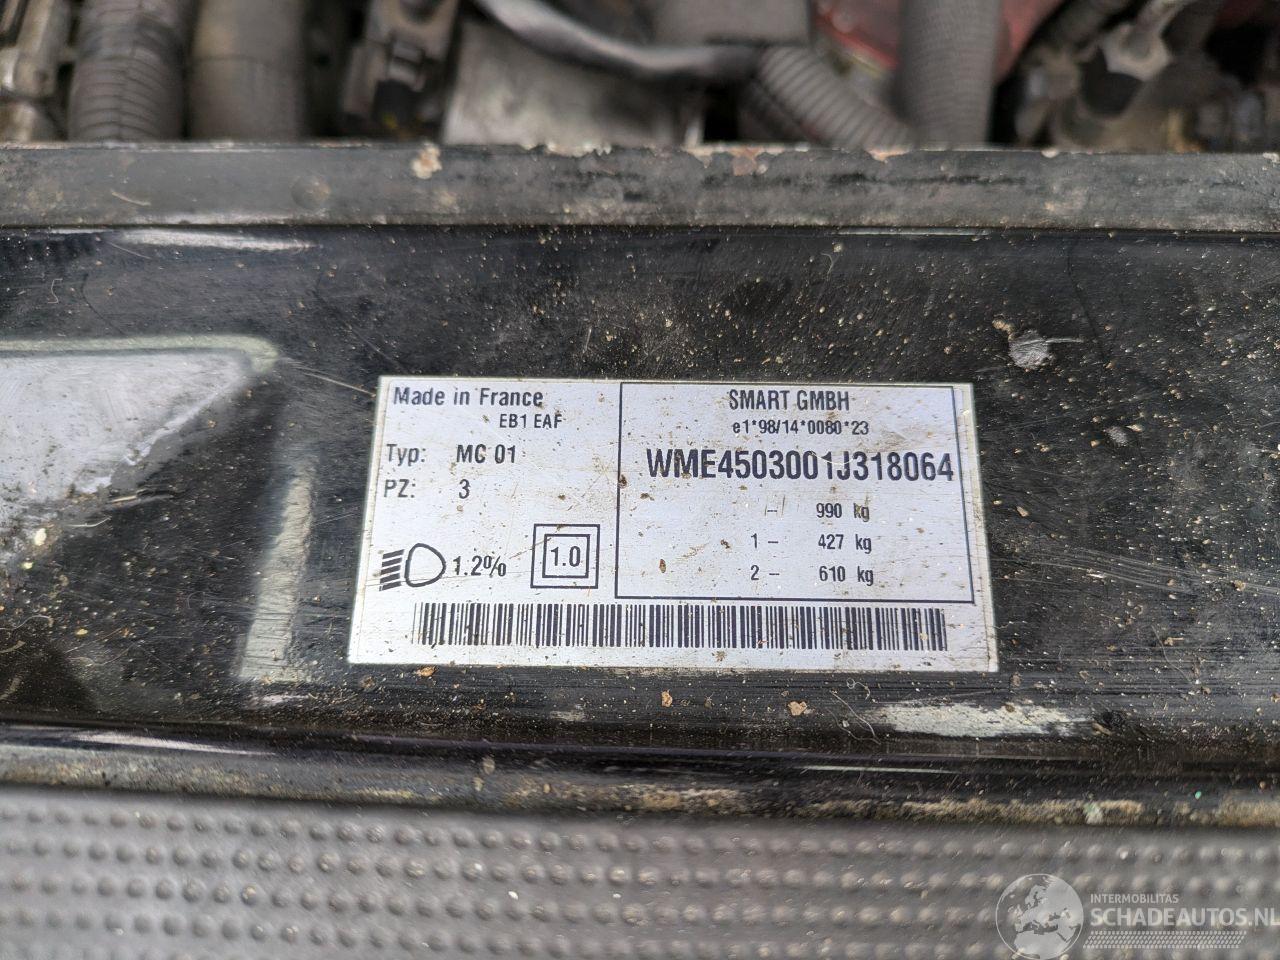 Made in France
EB1 EAF
Typ: MC 01
PZ: 3
1.2%
1.0
SMART GMBH
e1*98/14*0080*23
WME4503001J318064
– 990 kg
1 – 427 kg
2 – 610 kg
INTERMOBILITAS
SCHADEAUTOS.NL